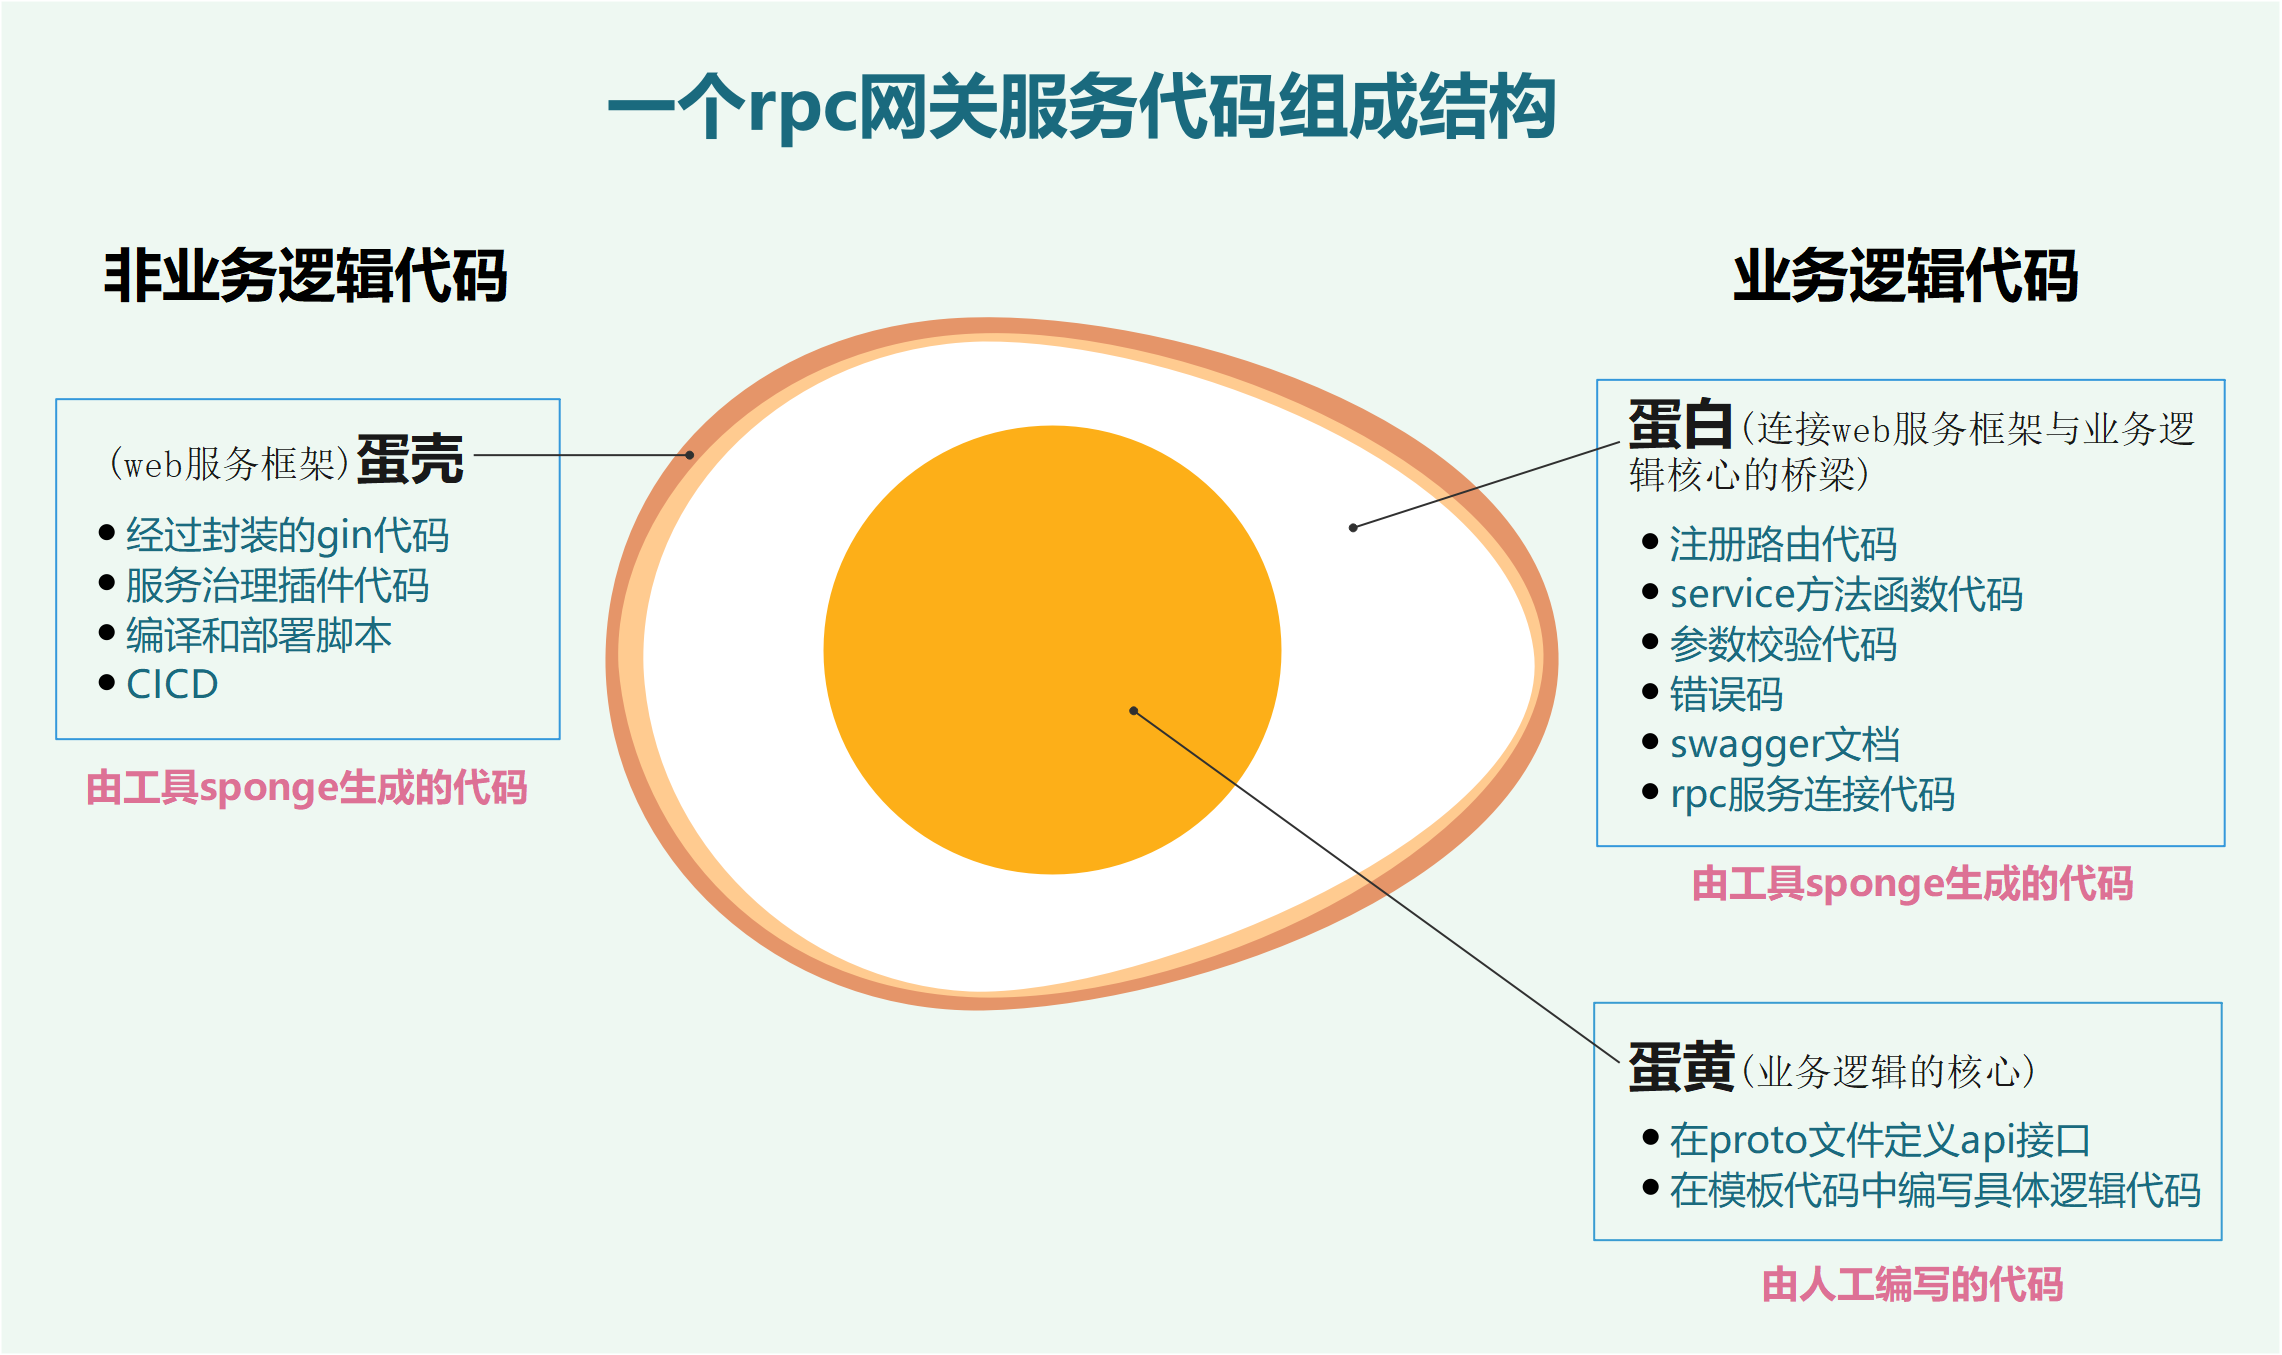 一个rpc网关服务代码组成结构
非业务逻辑代码
(web服务框架)蛋壳
经过封装的gin代码
服务治理插件代码
编译和部署脚本
CICD
由工具sponge生成的代码
业务逻辑代码
蛋白(连接web服务框架与业务逻
辑核心的桥梁)
注册路由代码
service方法函数代码
参数校验代码
错误码
swagger文档
rpc服务连接代码
由工具sponge生成的代码
蛋黄(业务逻辑的核心)
在proto文件定义api接口
在模板代码中编写具体逻辑代码
由人工编写的代码